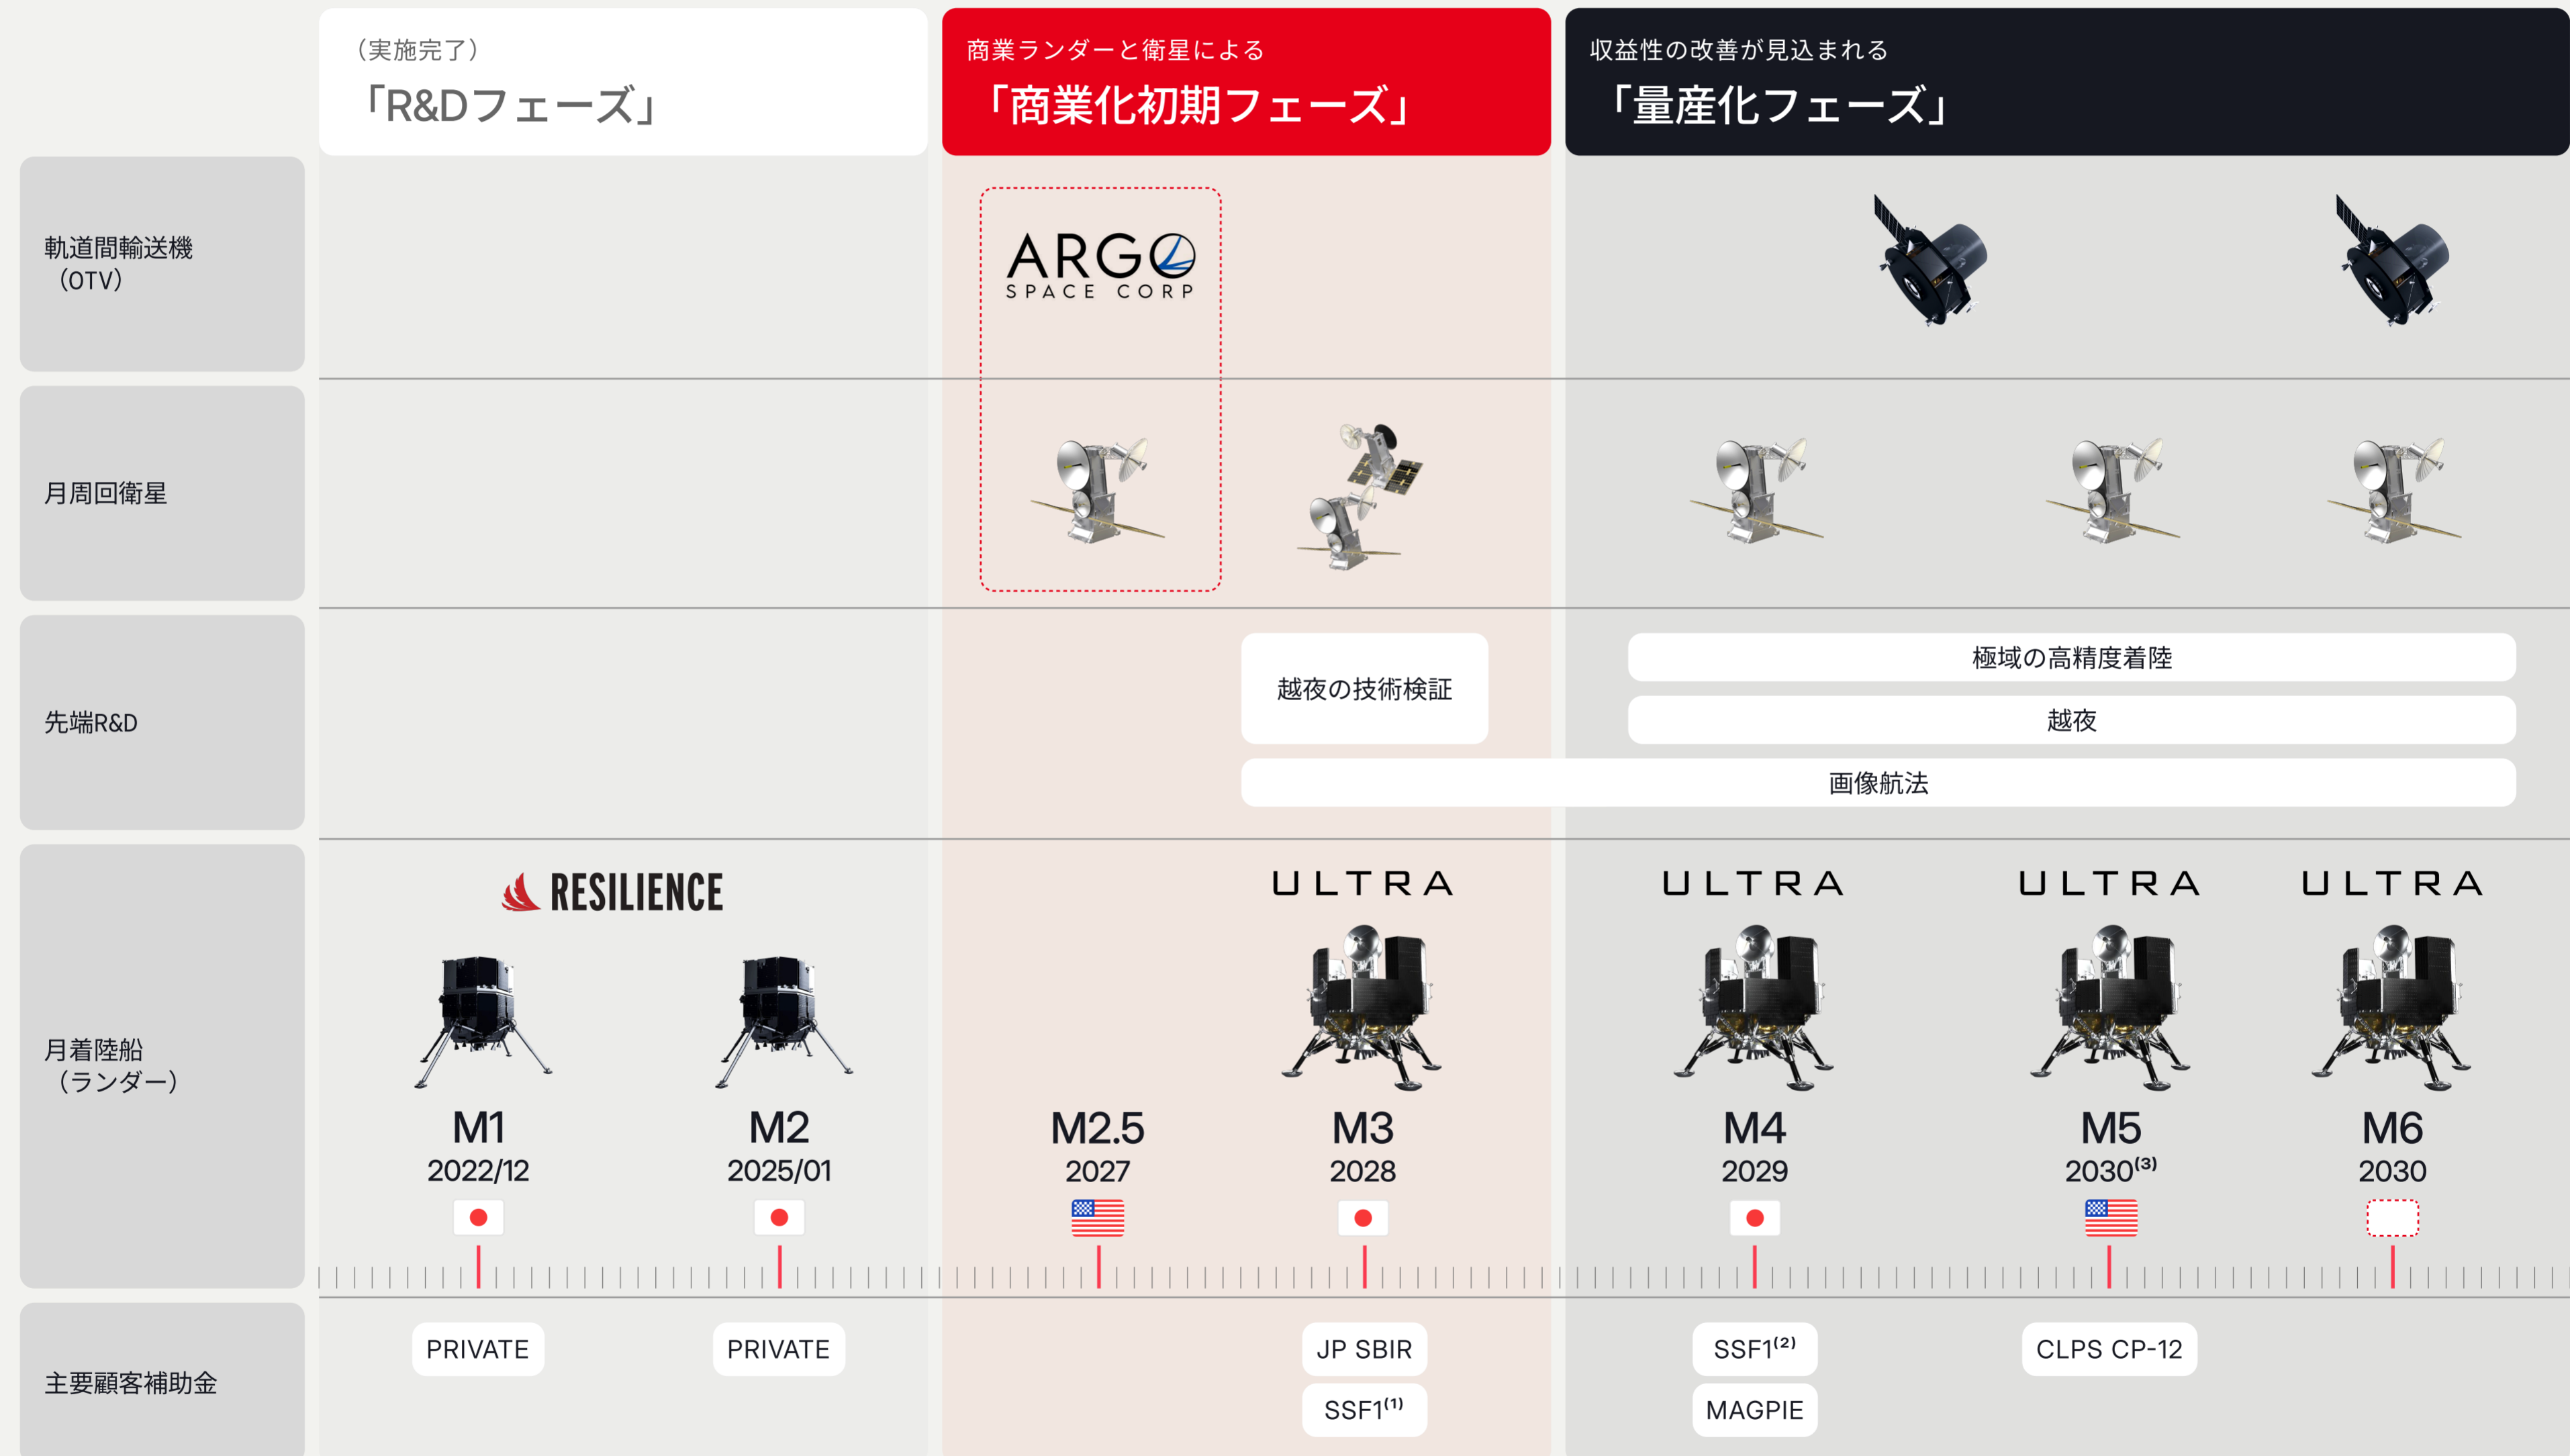 （実施完了）
「R&Dフェーズ」
商業ランダーと衛星による
「商業化初期フェーズ」
収益性の改善が見込まれる
「量産化フェーズ」
軌道間輸送機
（OTV）
ARGO
SPACE CORP
月周回衛星
先端R&D
越夜の技術検証
極域の高精度着陸
越夜
画像航法
月着陸船
（ランダー）
RESILIENCE
ULTRA
ULTRA
ULTRA
ULTRA
M1
2022/12
M2
2025/01
M2.5
2027
M3
2028
M4
2029
M5
2030⁽³⁾
M6
2030
主要顧客補助金
PRIVATE
PRIVATE
JP SBIR
SSF1⁽¹⁾
SSF1⁽²⁾
MAGPIE
CLPS CP-12